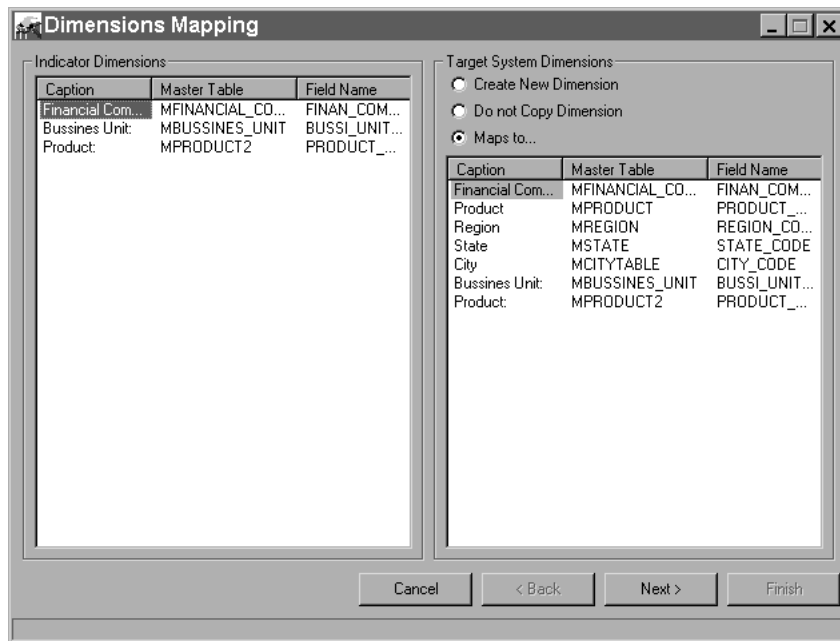 Dimensions Mapping
Indicator Dimensions
Caption Master Table Field Name
Financial Com... MFINANCIAL_CO... FINAN_COM...
Bussines Unit: MBUSSINES_UNIT BUSSI_UNIT...
Product: MPRODUCT2 PRODUCT_...
Target System Dimensions
Create New Dimension
Do not Copy Dimension
Maps to...
Caption Master Table Field Name
Financial Com... MFINANCIAL_CO... FINAN_COM...
Product MPRODUCT PRODUCT_...
Region MREGION REGION_CO...
State MSTATE STATE_CODE
City MCITYTABLE CITY_CODE
Bussines Unit: MBUSSINES_UNIT BUSSI_UNIT...
Product: MPRODUCT2 PRODUCT_...
Cancel < Back Next > Finish